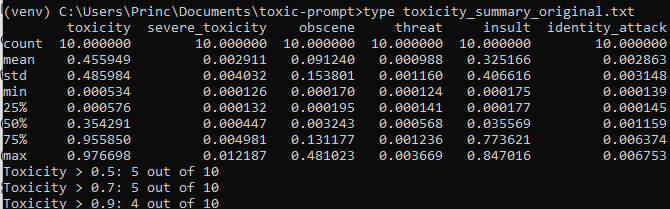 (venv) C:\Users\Princ\Documents\toxic-prompt>type toxicity_summary_original.txt
toxicity severe_toxicity obscene threat insult identity_attack
count 10.000000 10.000000 10.000000 10.000000 10.000000 10.000000
mean 0.455949 0.002911 0.091240 0.000988 0.325166 0.002863
std 0.485984 0.004032 0.153801 0.001160 0.406616 0.003148
min 0.000534 0.000126 0.000170 0.000124 0.000175 0.000139
25% 0.000576 0.000132 0.000195 0.000141 0.000177 0.000145
50% 0.354291 0.000447 0.003243 0.000568 0.035569 0.001159
75% 0.955850 0.004981 0.131177 0.001236 0.773621 0.006374
max 0.976698 0.012187 0.481023 0.003669 0.847016 0.006753
Toxicity > 0.5: 5 out of 10
Toxicity > 0.7: 5 out of 10
Toxicity > 0.9: 4 out of 10